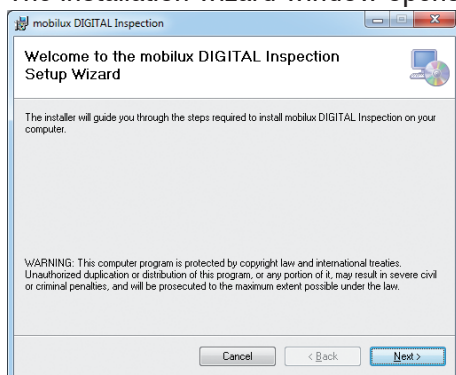 The installation wizard window opens
mobilux DIGITAL Inspection
Welcome to the mobilux DIGITAL Inspection
Setup Wizard
The installer will guide you through the steps required to install mobilux DIGITAL Inspection on your
computer.
WARNING: This computer program is protected by copyright law and international treaties.
Unauthorized duplication or distribution of this program, or any portion of it, may result in severe civil
or criminal penalties, and will be prosecuted to the maximum extent possible under the law.
Cancel < Back Next >